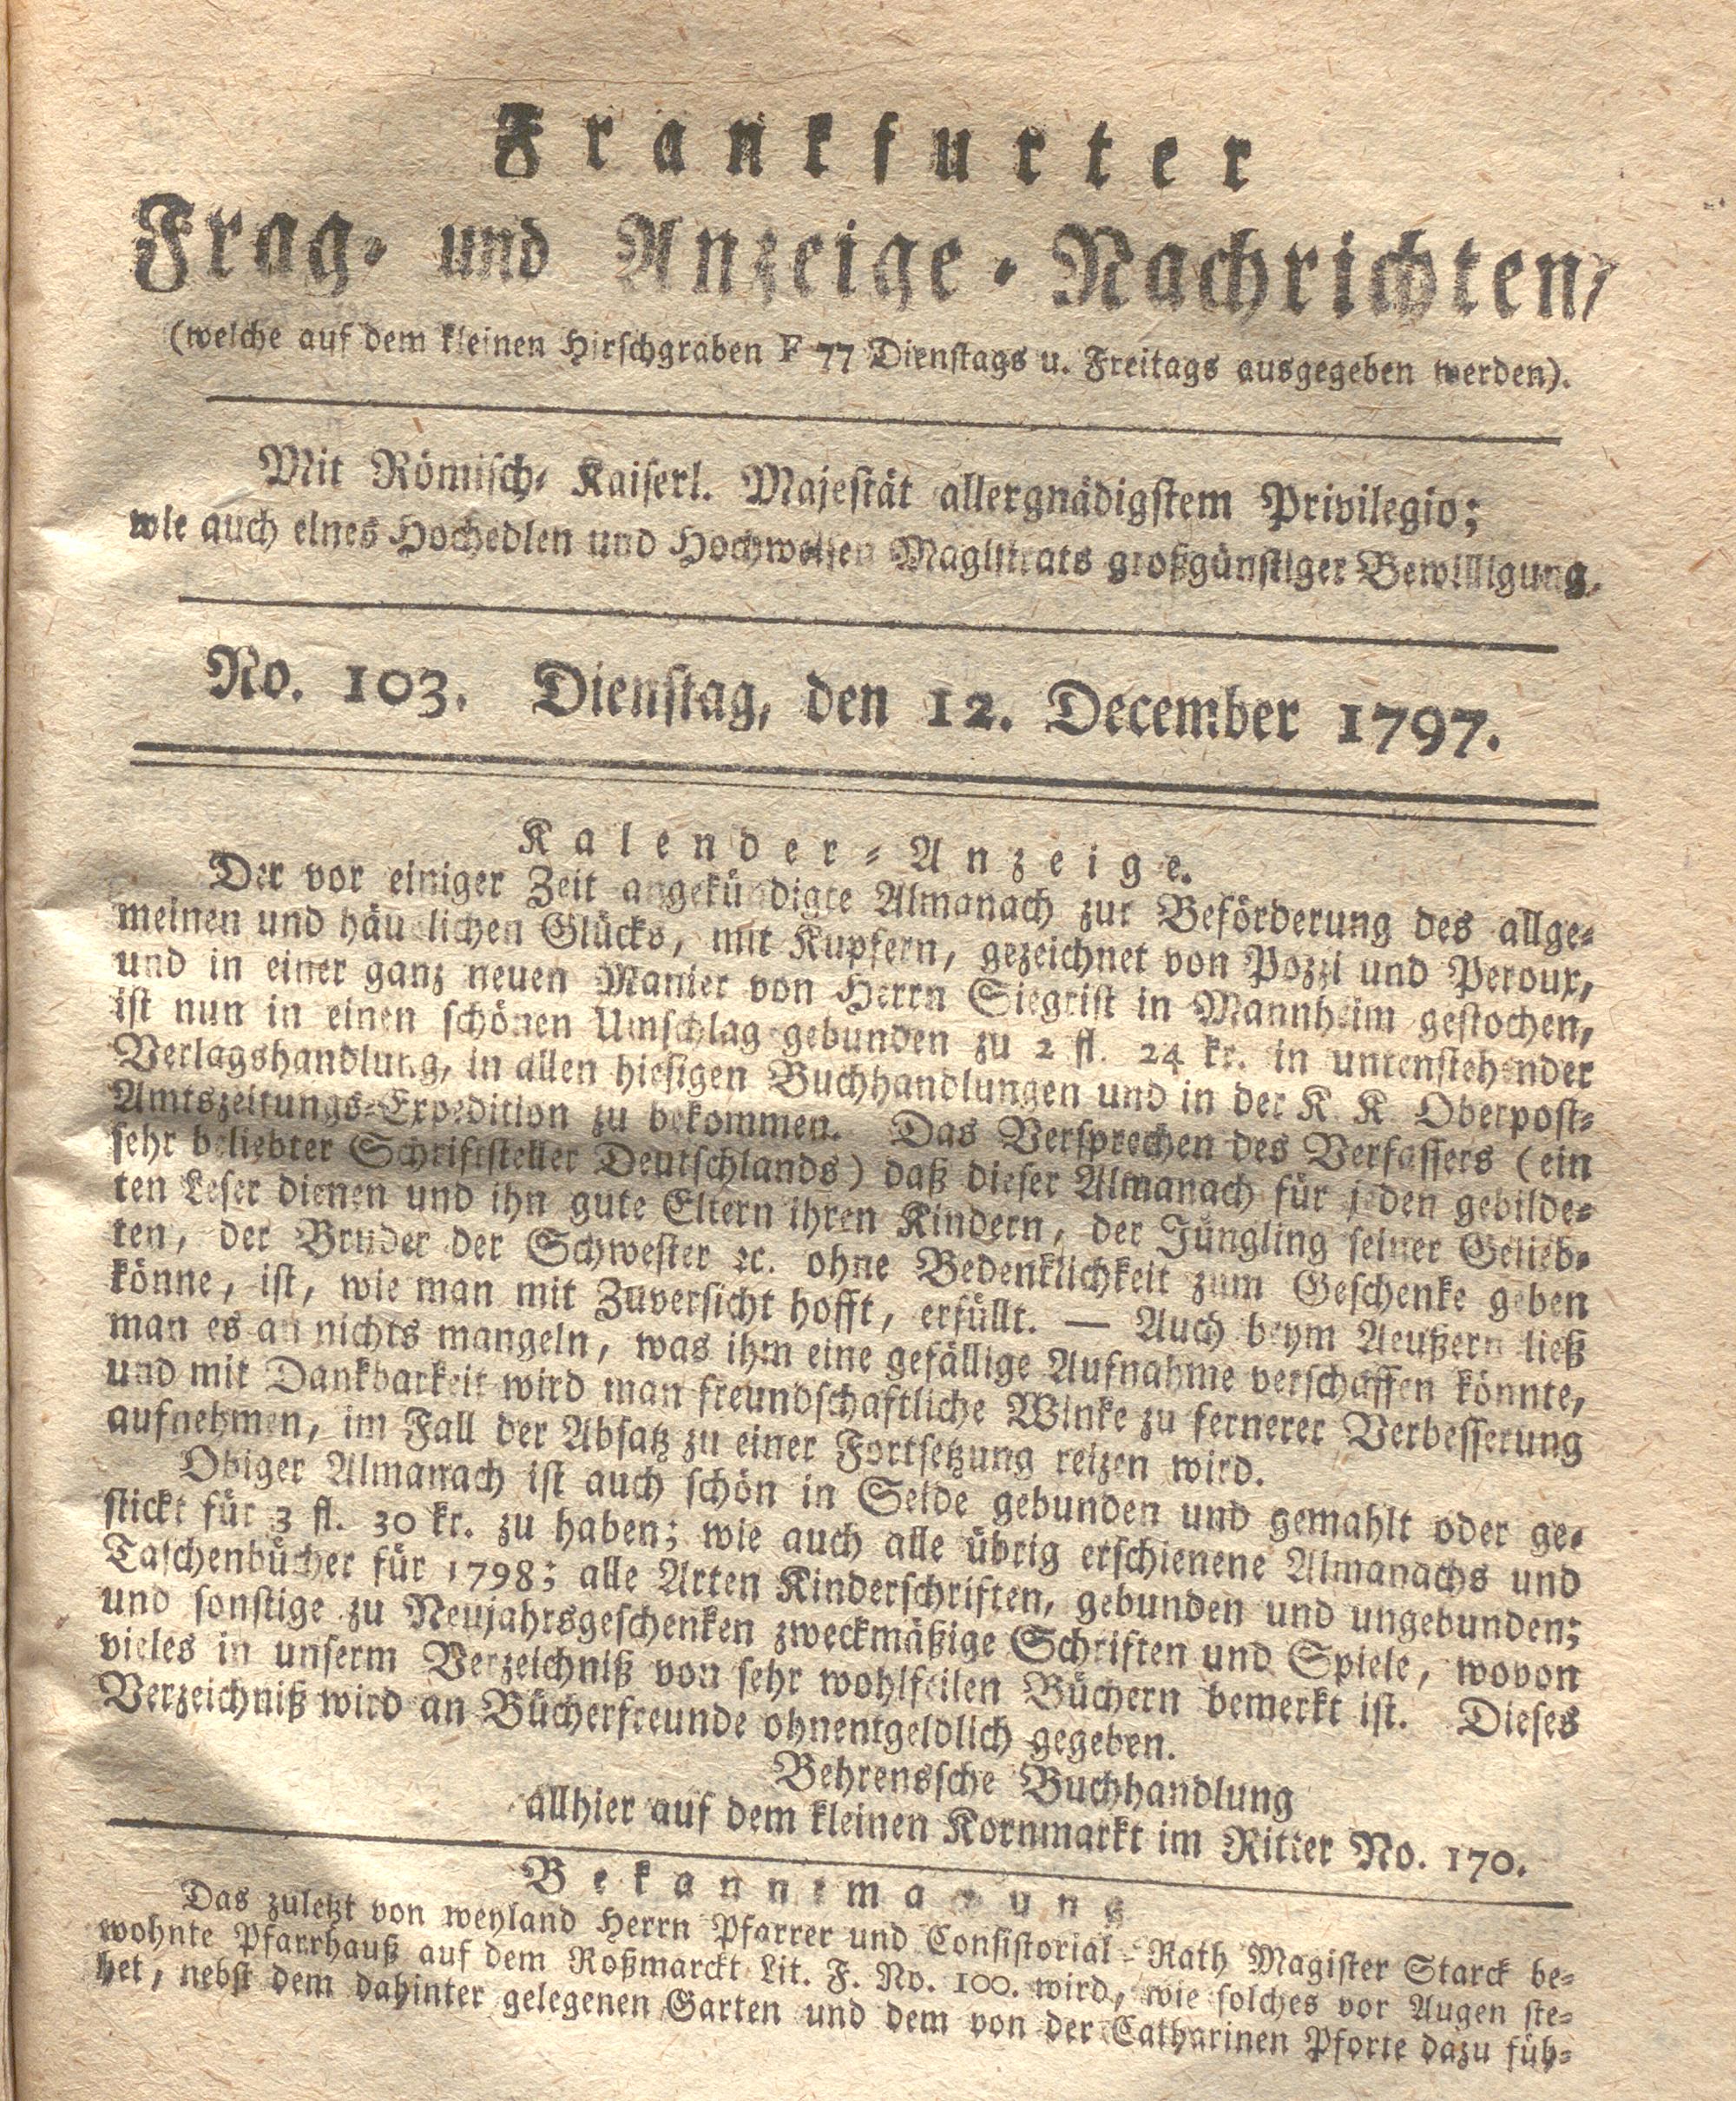 Frankfurter
Frag- und Anzeige-Nachrichten,
(welche auf dem kleinen Hirschgraben F 77 Dienstags u. Freitags ausgegeben werden).
Mit Römisch- Kaiserl. Majestät allergnädigstem Privilegio;
wie auch eines Hochedlen und Hochweisen Magistrats großgünstiger Bewilligung.
No. 103. Dienstag, den 12. December 1797.
Kalender-Anzeige.
Der vor einiger Zeit angekündigte Almanach zur Beförderung des allge-
meinen und häuslichen Glücks, mit Kupfern, gezeichnet von Pozzi und Peroux,
und in einer ganz neuen Manier von Herrn Siegrist in Mannheim gestochen,
ist nun in einen schönen Umschlag gebunden zu 2 fl. 24 kr. in untenstehender
Verlagshandlung, in allen hiesigen Buchhandlungen und in der K. K. Oberpost-
Amtszeitungs-Expedition zu bekommen. Das Versprechen des Verfassers (ein
sehr beliebter Schriftsteller Deutschlands) daß dieser Almanach für jeden gebilde-
ten Leser dienen und ihn gute Eltern ihren Kindern, der Jüngling seiner Gelieb-
ten, der Bruder der Schwester ꝛc. ohne Bedenklichkeit zum Geschenke geben
könne, ist, wie man mit Zuversicht hofft, erfüllt. — Auch beym Aeußern ließ
man es an nichts mangeln, was ihm eine gefällige Aufnahme verschaffen könnte,
und mit Dankbarkeit wird man freundschaftliche Winke zu fernerer Verbesserung
aufnehmen, im Fall der Absatz zu einer Fortsetzung reizen wird.
Obiger Almanach ist auch schön in Seide gebunden und gemahlt oder ge-
stickt für 3 fl. 30 kr. zu haben; wie auch alle übrig erschienene Almanachs und
Taschenbücher für 1798; alle Arten Kinderschriften, gebunden und ungebunden;
und sonstige zu Neujahrsgeschenken zweckmäßige Schriften und Spiele, wovon
vieles in unserm Verzeichniß von sehr wohlfeilen Büchern bemerkt ist. Dieses
Verzeichniß wird an Bücherfreunde ohnentgeldlich gegeben.
Behrenssche Buchhandlung
allhier auf dem kleinen Kornmarkt im Ritter No. 170.
Bekanntmachung
Das zuletzt von weyland Herrn Pfarrer und Consistorial-Rath Magister Starck be-
wohnte Pfarrhauß auf dem Roßmarckt Lit. F. No. 100. wird, wie solches vor Augen ste-
het, nebst dem dahinter gelegenen Garten und dem von der Catharinen Pforte dazu füh-